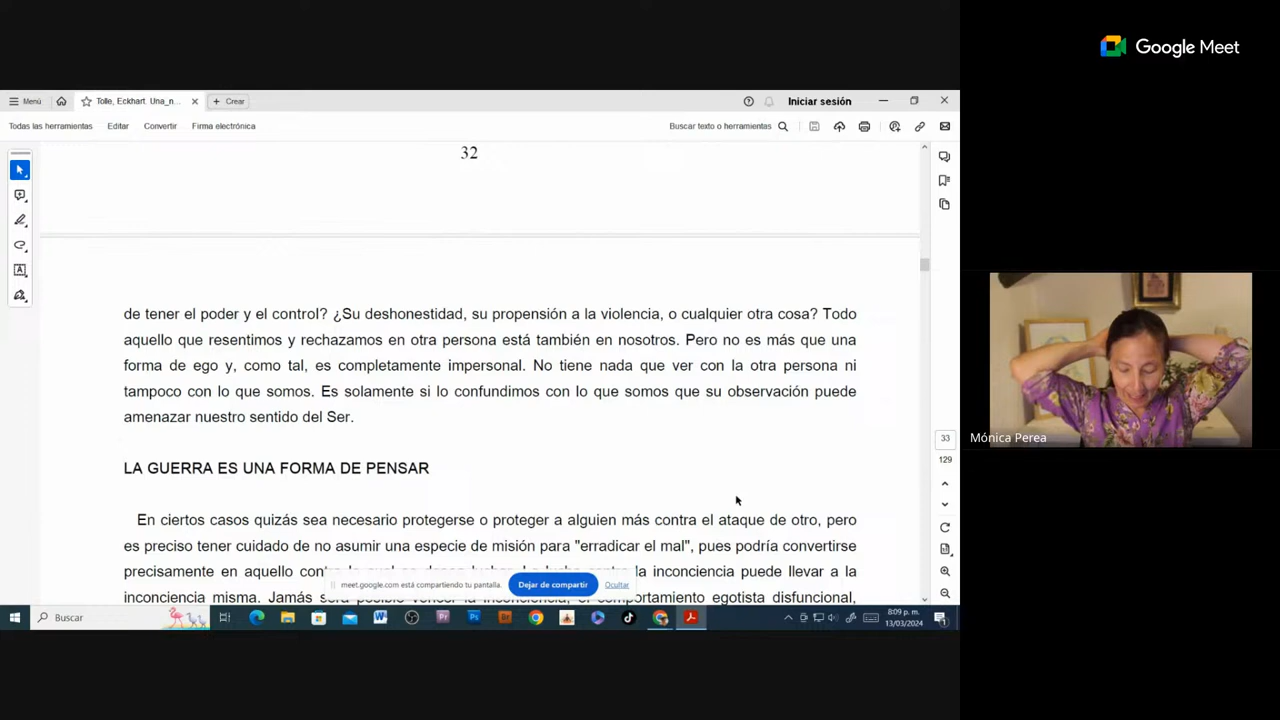 Google Meet
Menú
Tolle, Eckhart. Una_n...
Crear
Iniciar sesión
Todas las herramientas
Editar
Convertir
Firma electrónica
Buscar texto o herramientas
32
de tener el poder y el control? ¿Su deshonestidad, su propensión a la violencia, o cualquier otra cosa? Todo
aquello que resentimos y rechazamos en otra persona está también en nosotros. Pero no es más que una
forma de ego y, como tal, es completamente impersonal. No tiene nada que ver con la otra persona ni
tampoco con lo que somos. Es solamente si lo confundimos con lo que somos que su observación puede
amenazar nuestro sentido del Ser.
LA GUERRA ES UNA FORMA DE PENSAR
En ciertos casos quizás sea necesario protegerse o proteger a alguien más contra el ataque de otro, pero
es preciso tener cuidado de no asumir una especie de misión para "erradicar el mal", pues podría convertirse
precisamente en aquello la inconciencia puede llevar a la
inconciencia misma. Jamás comportamiento egotista disfuncional,
meet.google.com está compartiendo tu pantalla.
Dejar de compartir
Ocultar
33
129
Mónica Perea
Buscar
8:09 p. m.
13/03/2024